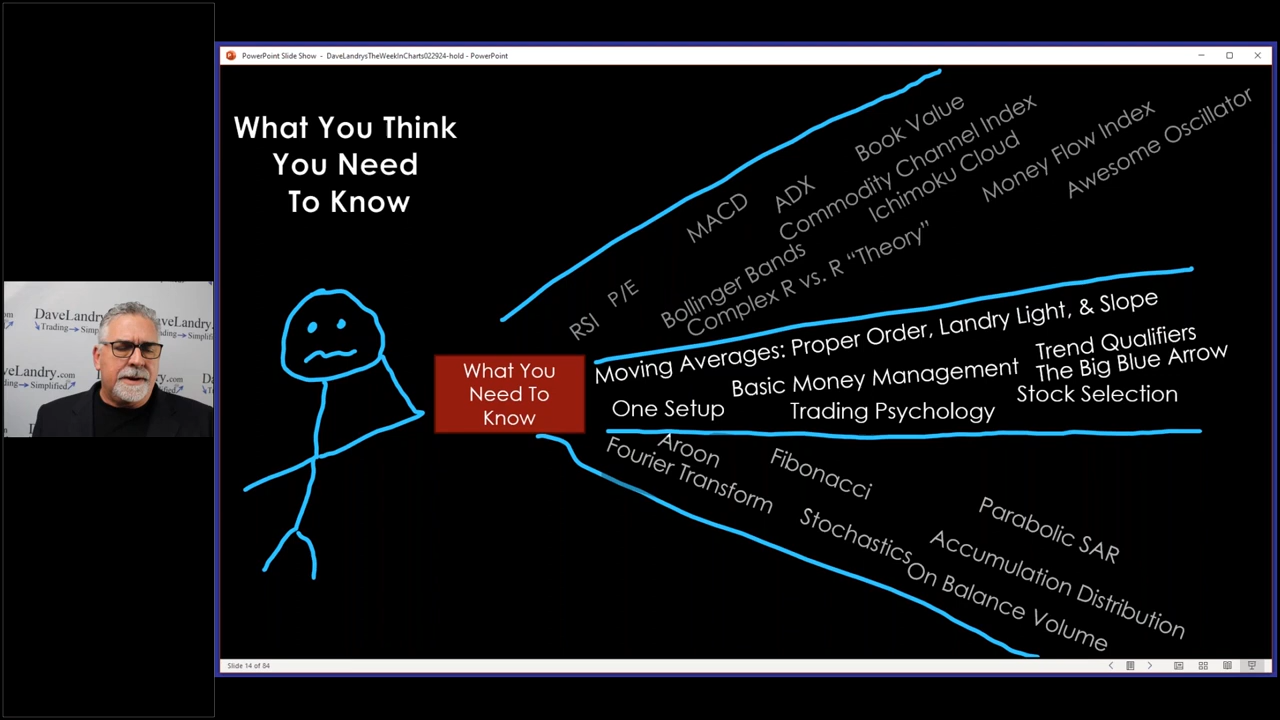 PowerPoint Slide Show - DaveLandrysTheWeekInCharts022924-hold - PowerPoint
What You Think
You Need
To Know
Book Value
Commodity Channel Index
Ichimoku Cloud
Money Flow Index
Awesome Oscillator
MACD
ADX
P/E
RSI
Bollinger Bands
Complex R vs. R “Theory”
What You
Need To
Know
Moving Averages: Proper Order, Landry Light, & Slope
Basic Money Management
Trend Qualifiers
The Big Blue Arrow
One Setup
Trading Psychology
Stock Selection
Aroon
Fourier Transform
Fibonacci
Stochastics
Parabolic SAR
Accumulation Distribution
On Balance Volume
DaveLandry.com
Trading Simplified
Slide 14 of 84